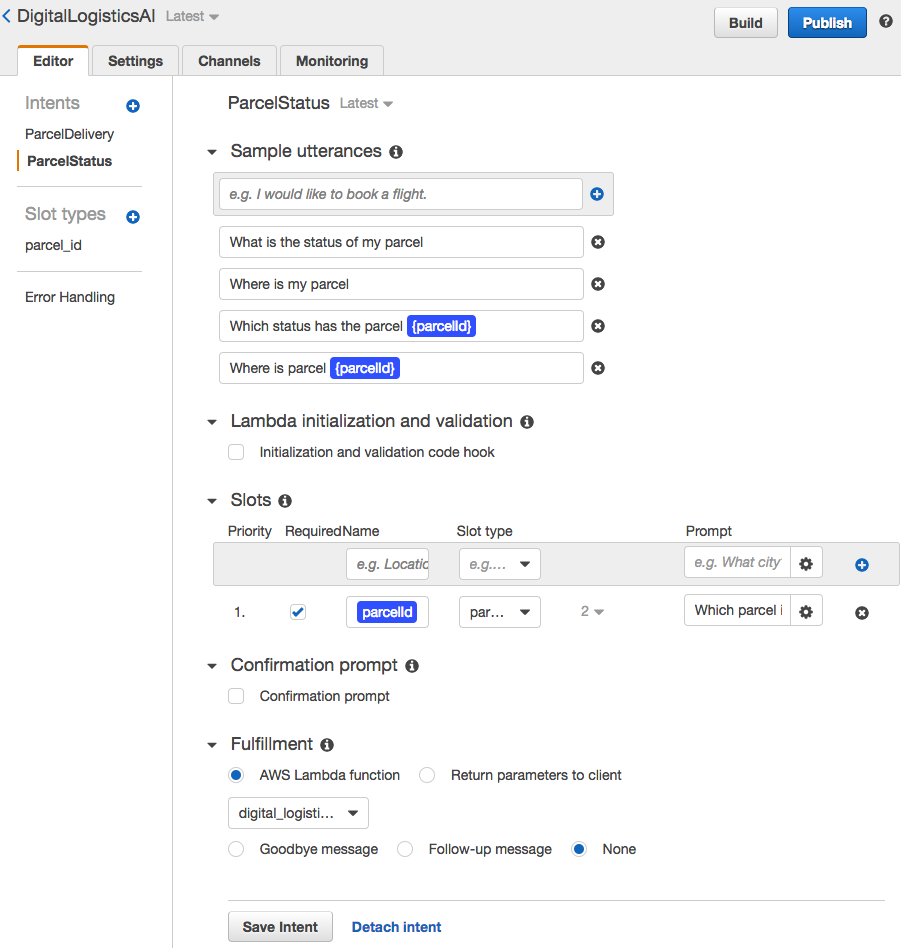 DigitalLogisticsAI Latest
Build Publish
Editor Settings Channels Monitoring
Intents
ParcelDelivery
ParcelStatus
Slot types
parcel_id
Error Handling
ParcelStatus Latest
Sample utterances
e.g. I would like to book a flight.
What is the status of my parcel
Where is my parcel
Which status has the parcel {parcelId}
Where is parcel {parcelId}
Lambda initialization and validation
Initialization and validation code hook
Slots
Priority Required Name Slot type Prompt
e.g. Locatio e.g.... e.g. What city
1. parcelId par... 2 Which parcel i
Confirmation prompt
Confirmation prompt
Fulfillment
AWS Lambda function Return parameters to client
digital_logisti...
Goodbye message Follow-up message None
Save Intent Detach intent